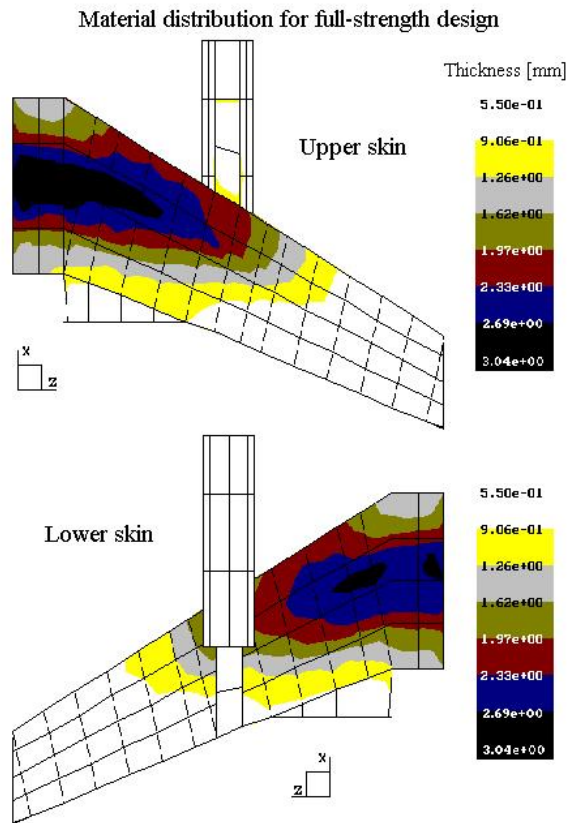 Material distribution for full-strength design
Thickness [mm]
Upper skin
5.50e-01
9.06e-01
1.26e+00
1.62e+00
1.97e+00
2.33e+00
2.69e+00
3.04e+00
x
z
Lower skin
5.50e-01
9.06e-01
1.26e+00
1.62e+00
1.97e+00
2.33e+00
2.69e+00
3.04e+00
x
z